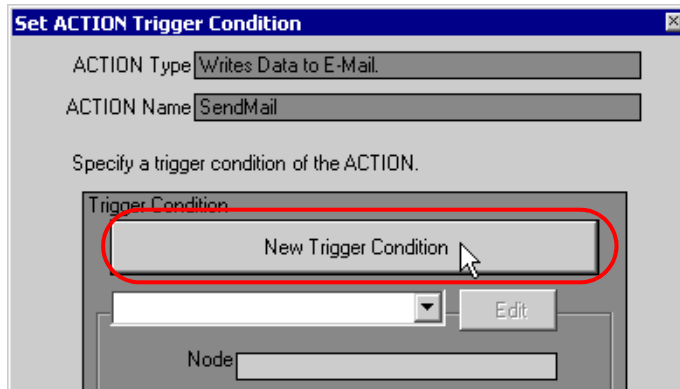 Set ACTION Trigger Condition
ACTION Type Writes Data to E-Mail.
ACTION Name SendMail
Specify a trigger condition of the ACTION.
Trigger Condition
New Trigger Condition
Edit
Node